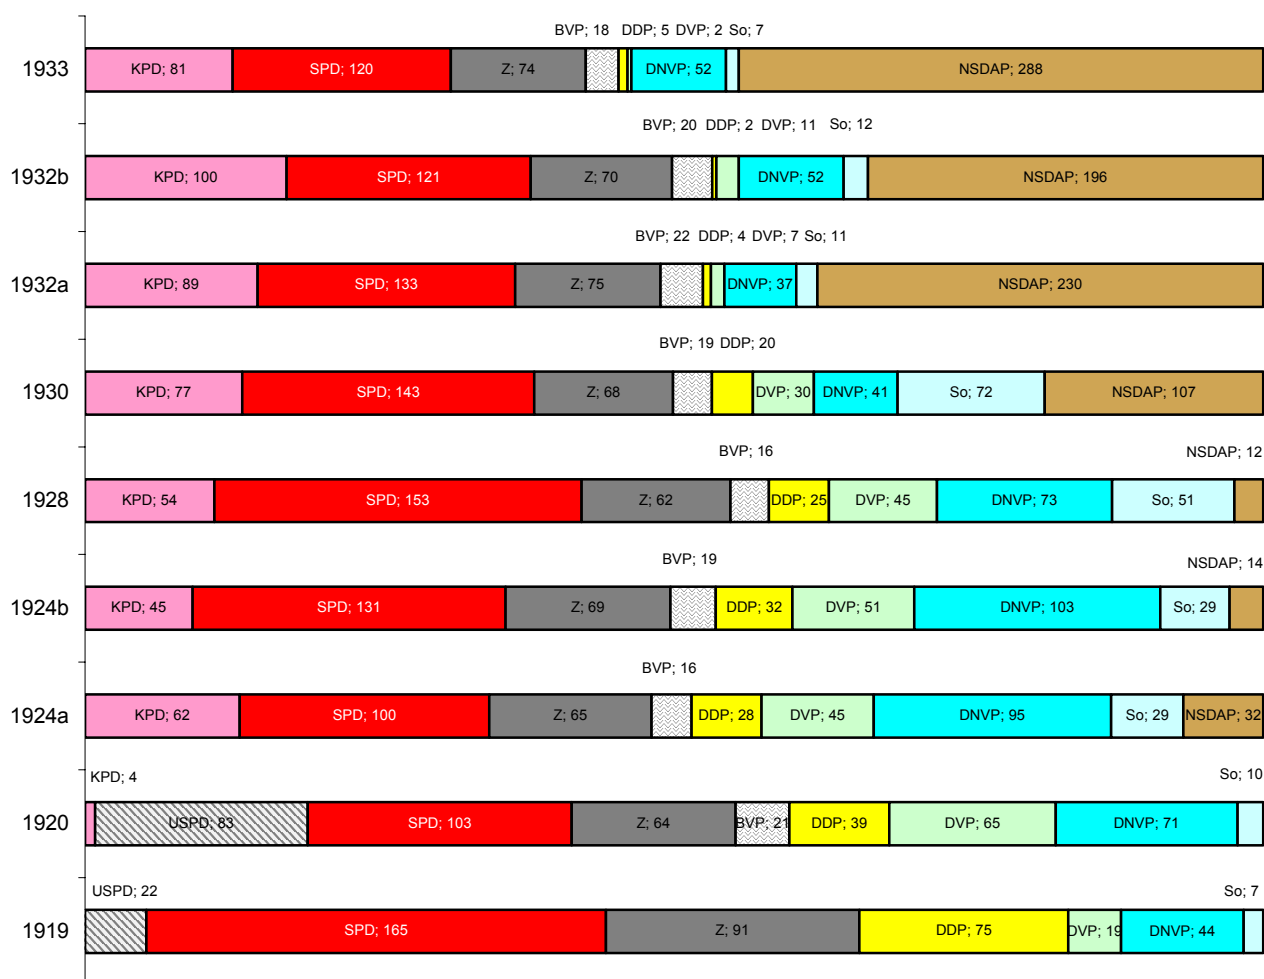 BVP; 18 DDP; 5 DVP; 2 So; 7
1933 KPD; 81 SPD; 120 Z; 74 DNVP; 52 NSDAP; 288
BVP; 20 DDP; 2 DVP; 11 So; 12
1932b KPD; 100 SPD; 121 Z; 70 DNVP; 52 NSDAP; 196
BVP; 22 DDP; 4 DVP; 7 So; 11
1932a KPD; 89 SPD; 133 Z; 75 DNVP; 37 NSDAP; 230
BVP; 19 DDP; 20
1930 KPD; 77 SPD; 143 Z; 68 DVP; 30 DNVP; 41 So; 72 NSDAP; 107
BVP; 16 NSDAP; 12
1928 KPD; 54 SPD; 153 Z; 62 DDP; 25 DVP; 45 DNVP; 73 So; 51
BVP; 19 NSDAP; 14
1924b KPD; 45 SPD; 131 Z; 69 DDP; 32 DVP; 51 DNVP; 103 So; 29
BVP; 16
1924a KPD; 62 SPD; 100 Z; 65 DDP; 28 DVP; 45 DNVP; 95 So; 29 NSDAP; 32
KPD; 4 So; 10
1920 USPD; 83 SPD; 103 Z; 64 BVP; 21 DDP; 39 DVP; 65 DNVP; 71
USPD; 22 So; 7
1919 SPD; 165 Z; 91 DDP; 75 DVP; 19 DNVP; 44